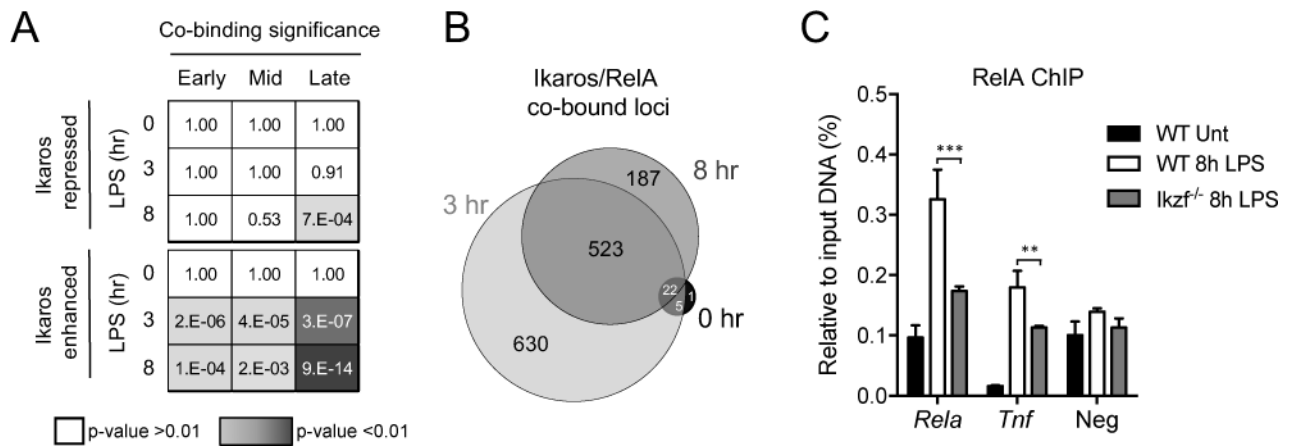 A
Co-binding significance
Early Mid Late
Ikaros
repressed
LPS (hr)
0 1.00 1.00 1.00
3 1.00 1.00 0.91
8 1.00 0.53 7.E-04
Ikaros
enhanced
LPS (hr)
0 1.00 1.00 1.00
3 2.E-06 4.E-05 3.E-07
8 1.E-04 2.E-03 9.E-14
p-value >0.01 p-value <0.01
B
Ikaros/RelA
co-bound loci
187 8 hr
3 hr
523
22 1
5
0 hr
630
C
RelA ChIP
Relative to input DNA (%)
0.5
0.4
0.3
0.2
0.1
0.0
***
**
Rela Tnf Neg
WT Unt
WT 8h LPS
Ikzf-/- 8h LPS